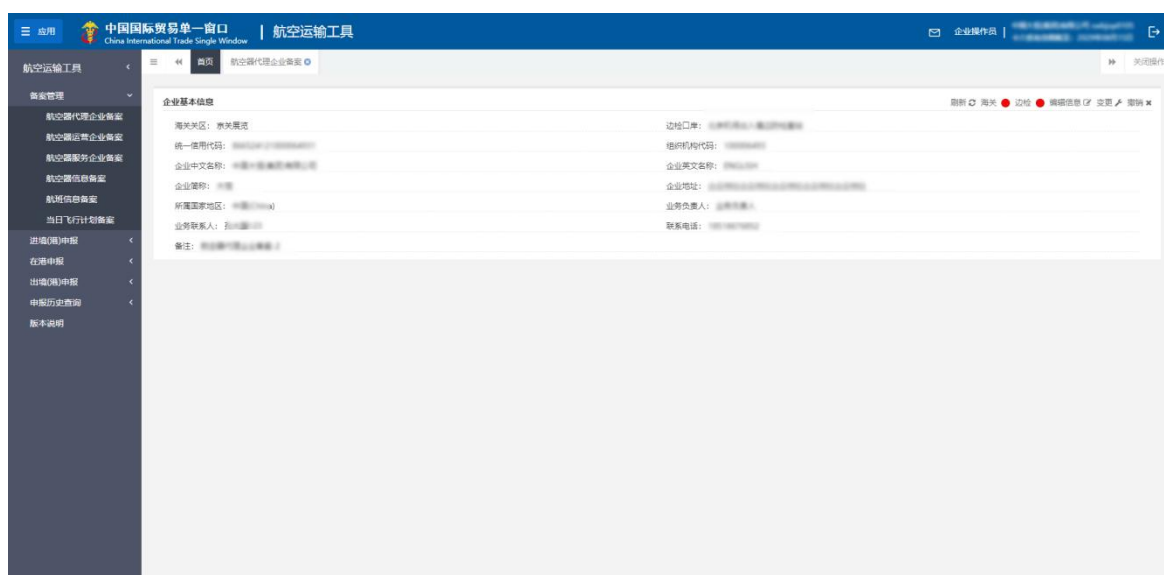 应用
中国国际贸易单一窗口 | 航空运输工具
China International Trade Single Window
企业操作员 |
航空运输工具
首页 航空器代理企业备案
关闭操作
备案管理
航空器代理企业备案
航空器运营企业备案
航空器服务企业备案
航空器信息备案
航班信息备案
当日飞行计划备案
进境(港)申报
在港申报
出境(港)申报
申报历史查询
版本说明
企业基本信息
刷新 海关 边检 编辑信息 变更 撤销
海关关区: 京关展览
边检口岸:
统一信用代码:
组织机构代码:
企业中文名称:
企业英文名称:
企业简称:
企业地址:
所属国家地区:
业务负责人:
业务联系人:
联系电话:
备注: